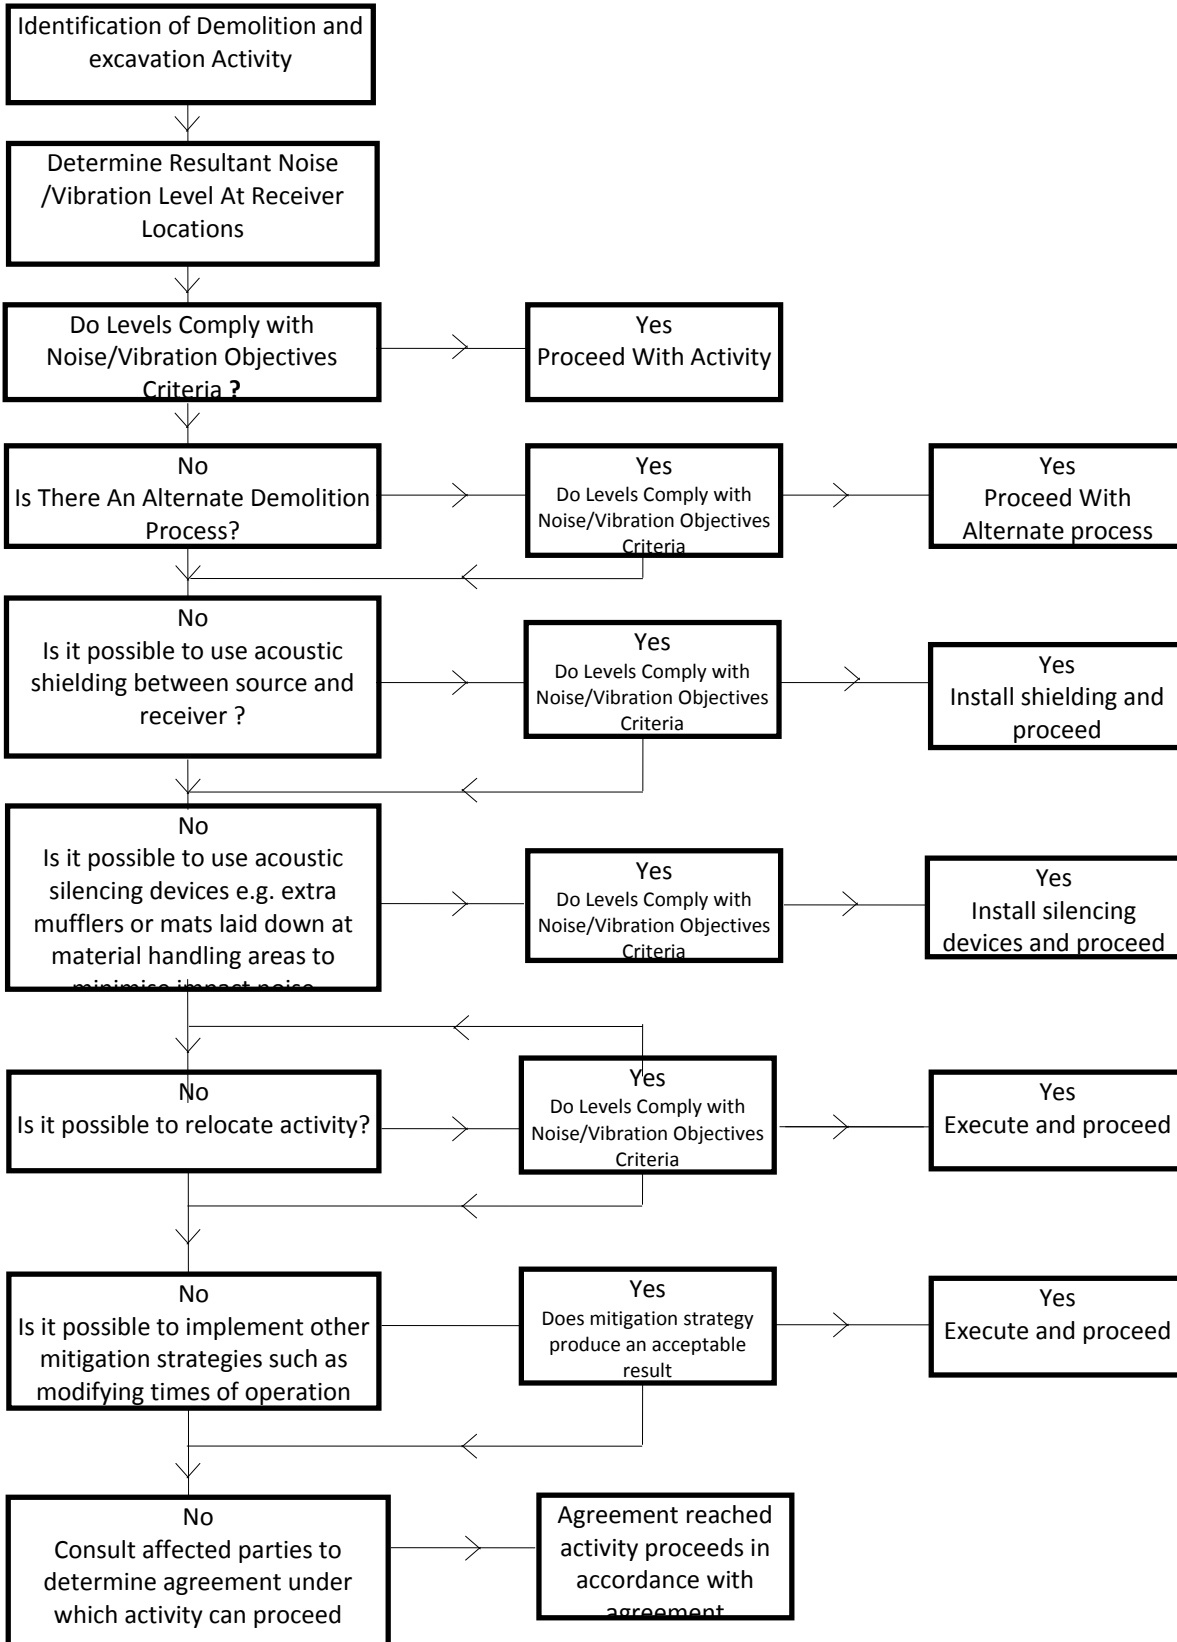 Identification of Demolition and
excavation Activity
Determine Resultant Noise
/Vibration Level At Receiver
Locations
Do Levels Comply with
Noise/Vibration Objectives
Criteria ?
Yes
Proceed With Activity
No
Is There An Alternate Demolition
Process?
Yes
Do Levels Comply with
Noise/Vibration Objectives
Criteria
Yes
Proceed With
Alternate process
No
Is it possible to use acoustic
shielding between source and
receiver ?
Yes
Do Levels Comply with
Noise/Vibration Objectives
Criteria
Yes
Install shielding and
proceed
No
Is it possible to use acoustic
silencing devices e.g. extra
mufflers or mats laid down at
material handling areas to
minimise impact noise
Yes
Do Levels Comply with
Noise/Vibration Objectives
Criteria
Yes
Install silencing
devices and proceed
No
Is it possible to relocate activity?
Yes
Do Levels Comply with
Noise/Vibration Objectives
Criteria
Yes
Execute and proceed
No
Is it possible to implement other
mitigation strategies such as
modifying times of operation
Yes
Does mitigation strategy
produce an acceptable
result
Yes
Execute and proceed
No
Consult affected parties to
determine agreement under
which activity can proceed
Agreement reached
activity proceeds in
accordance with
agreement